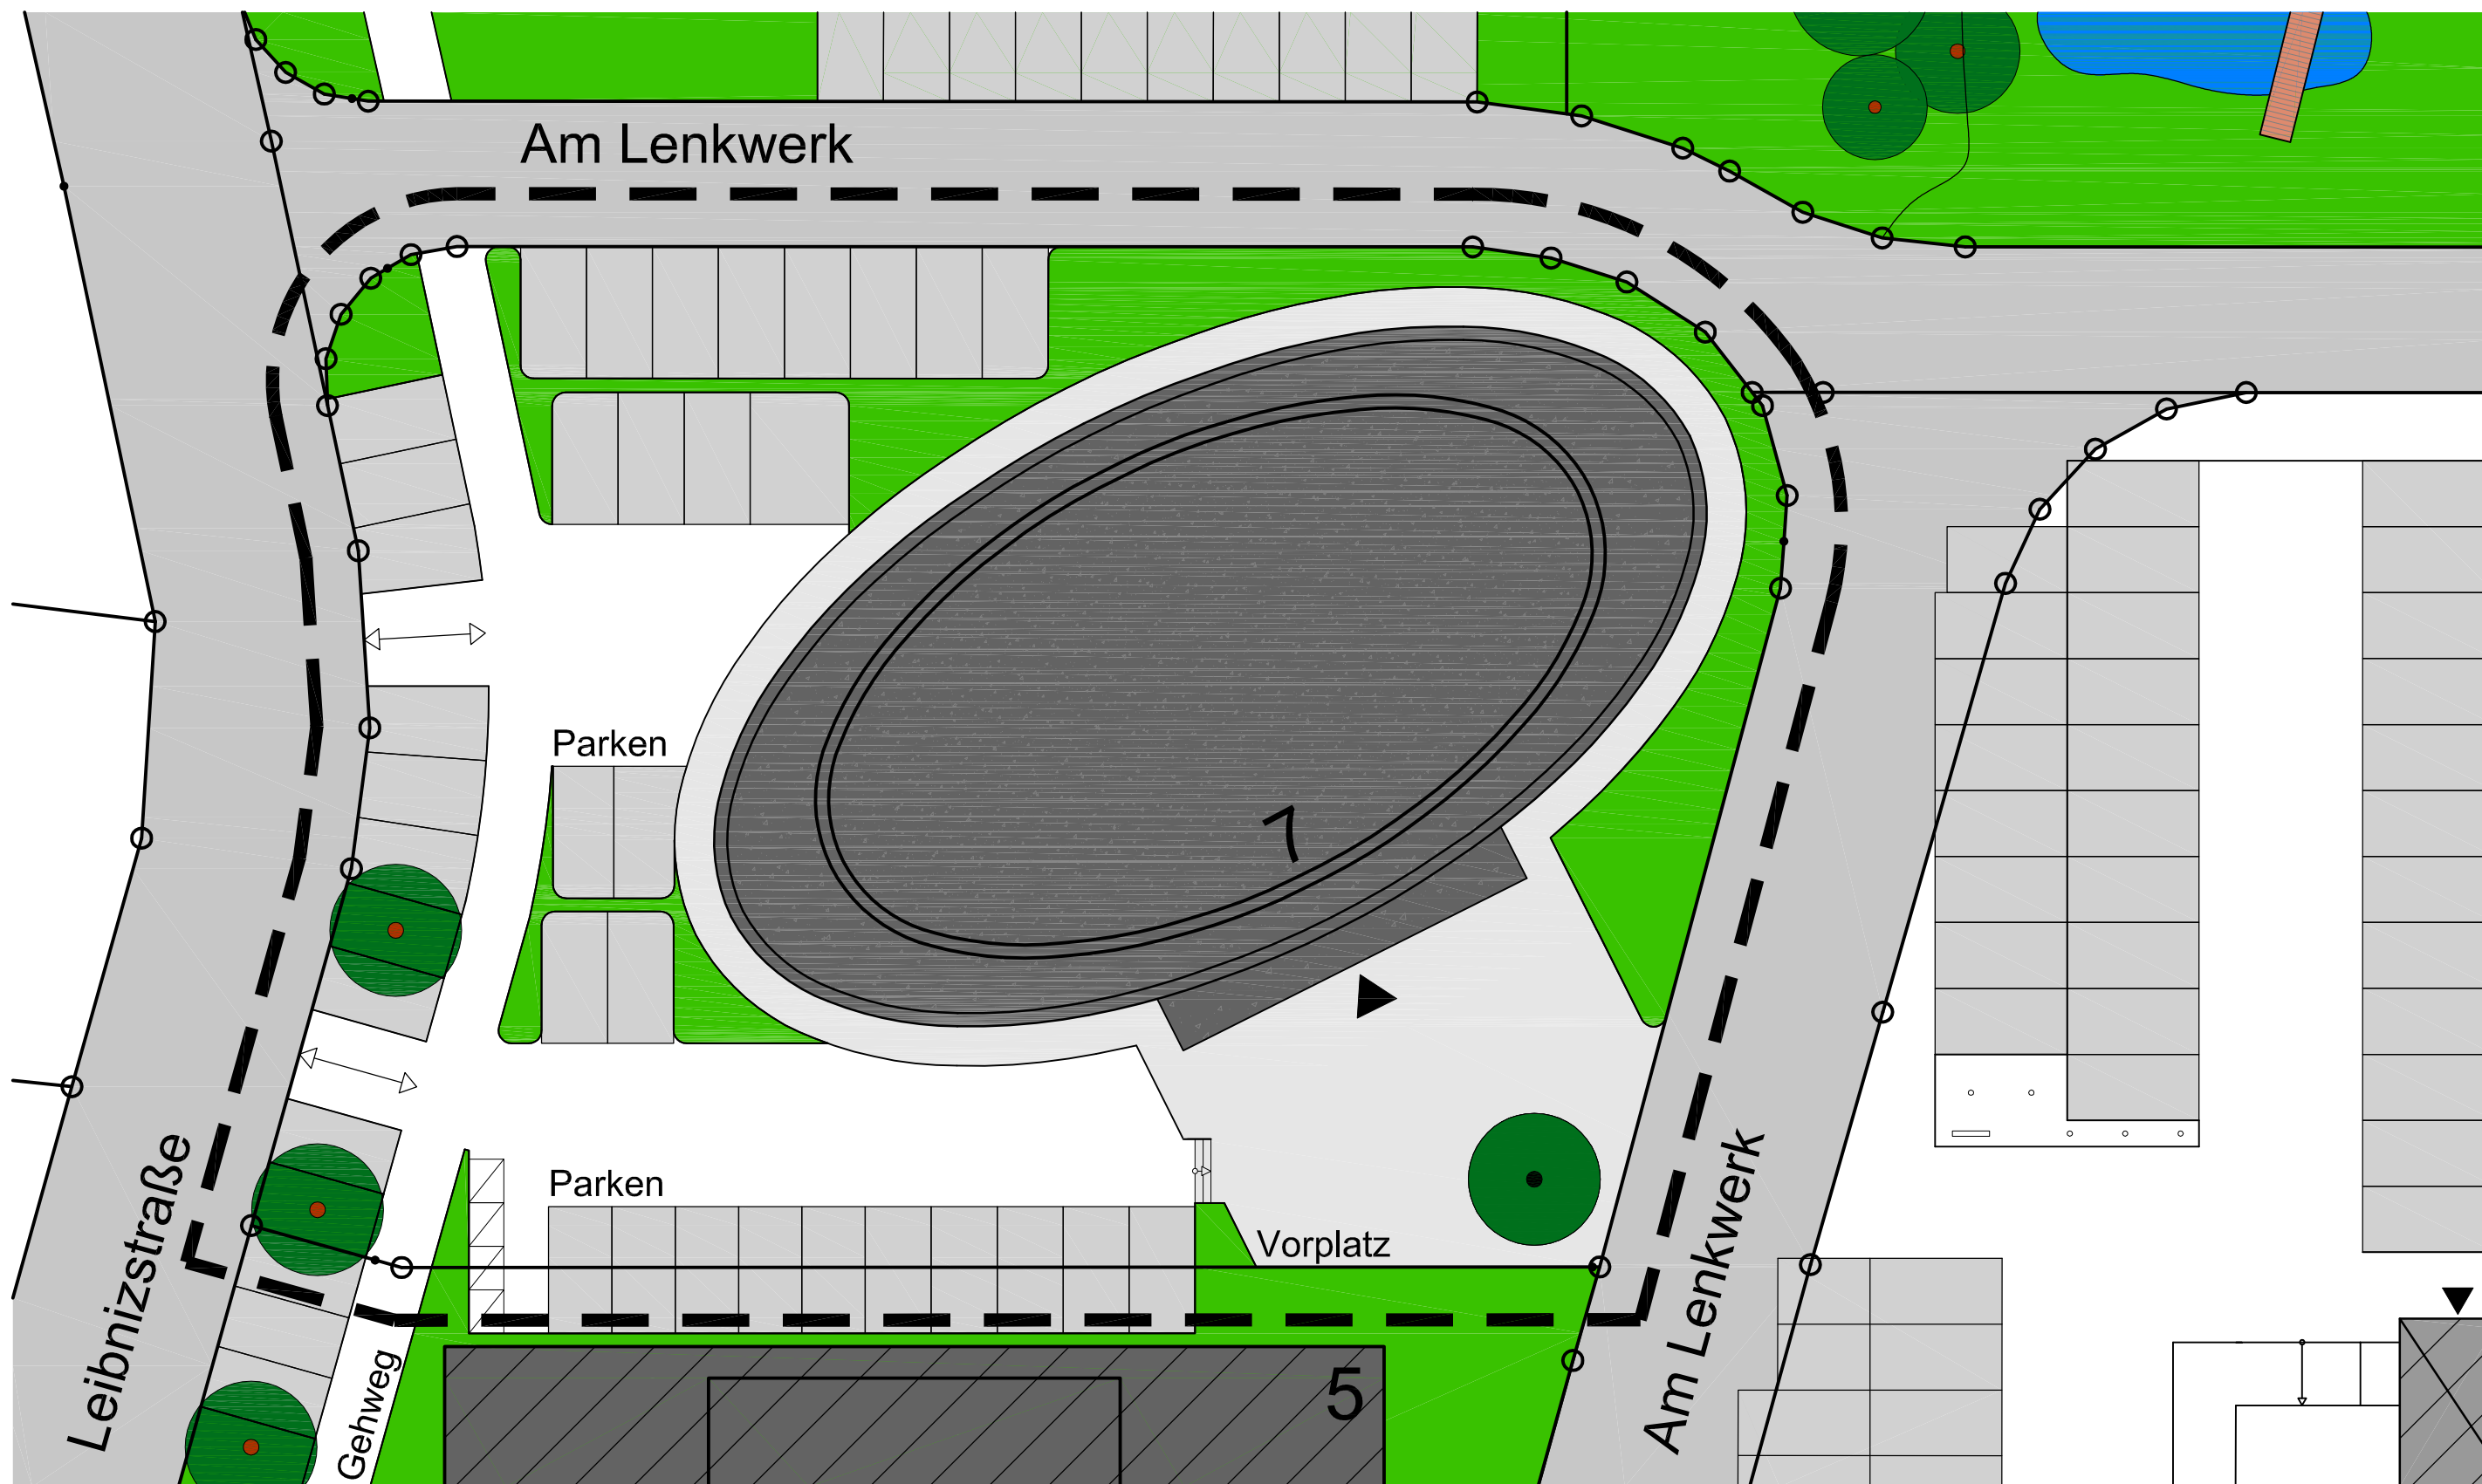 Am Lenkwerk
Parken
7
Parken
Vorplatz
Leibnizstraße
Am Lenkwerk
Gehweg
5